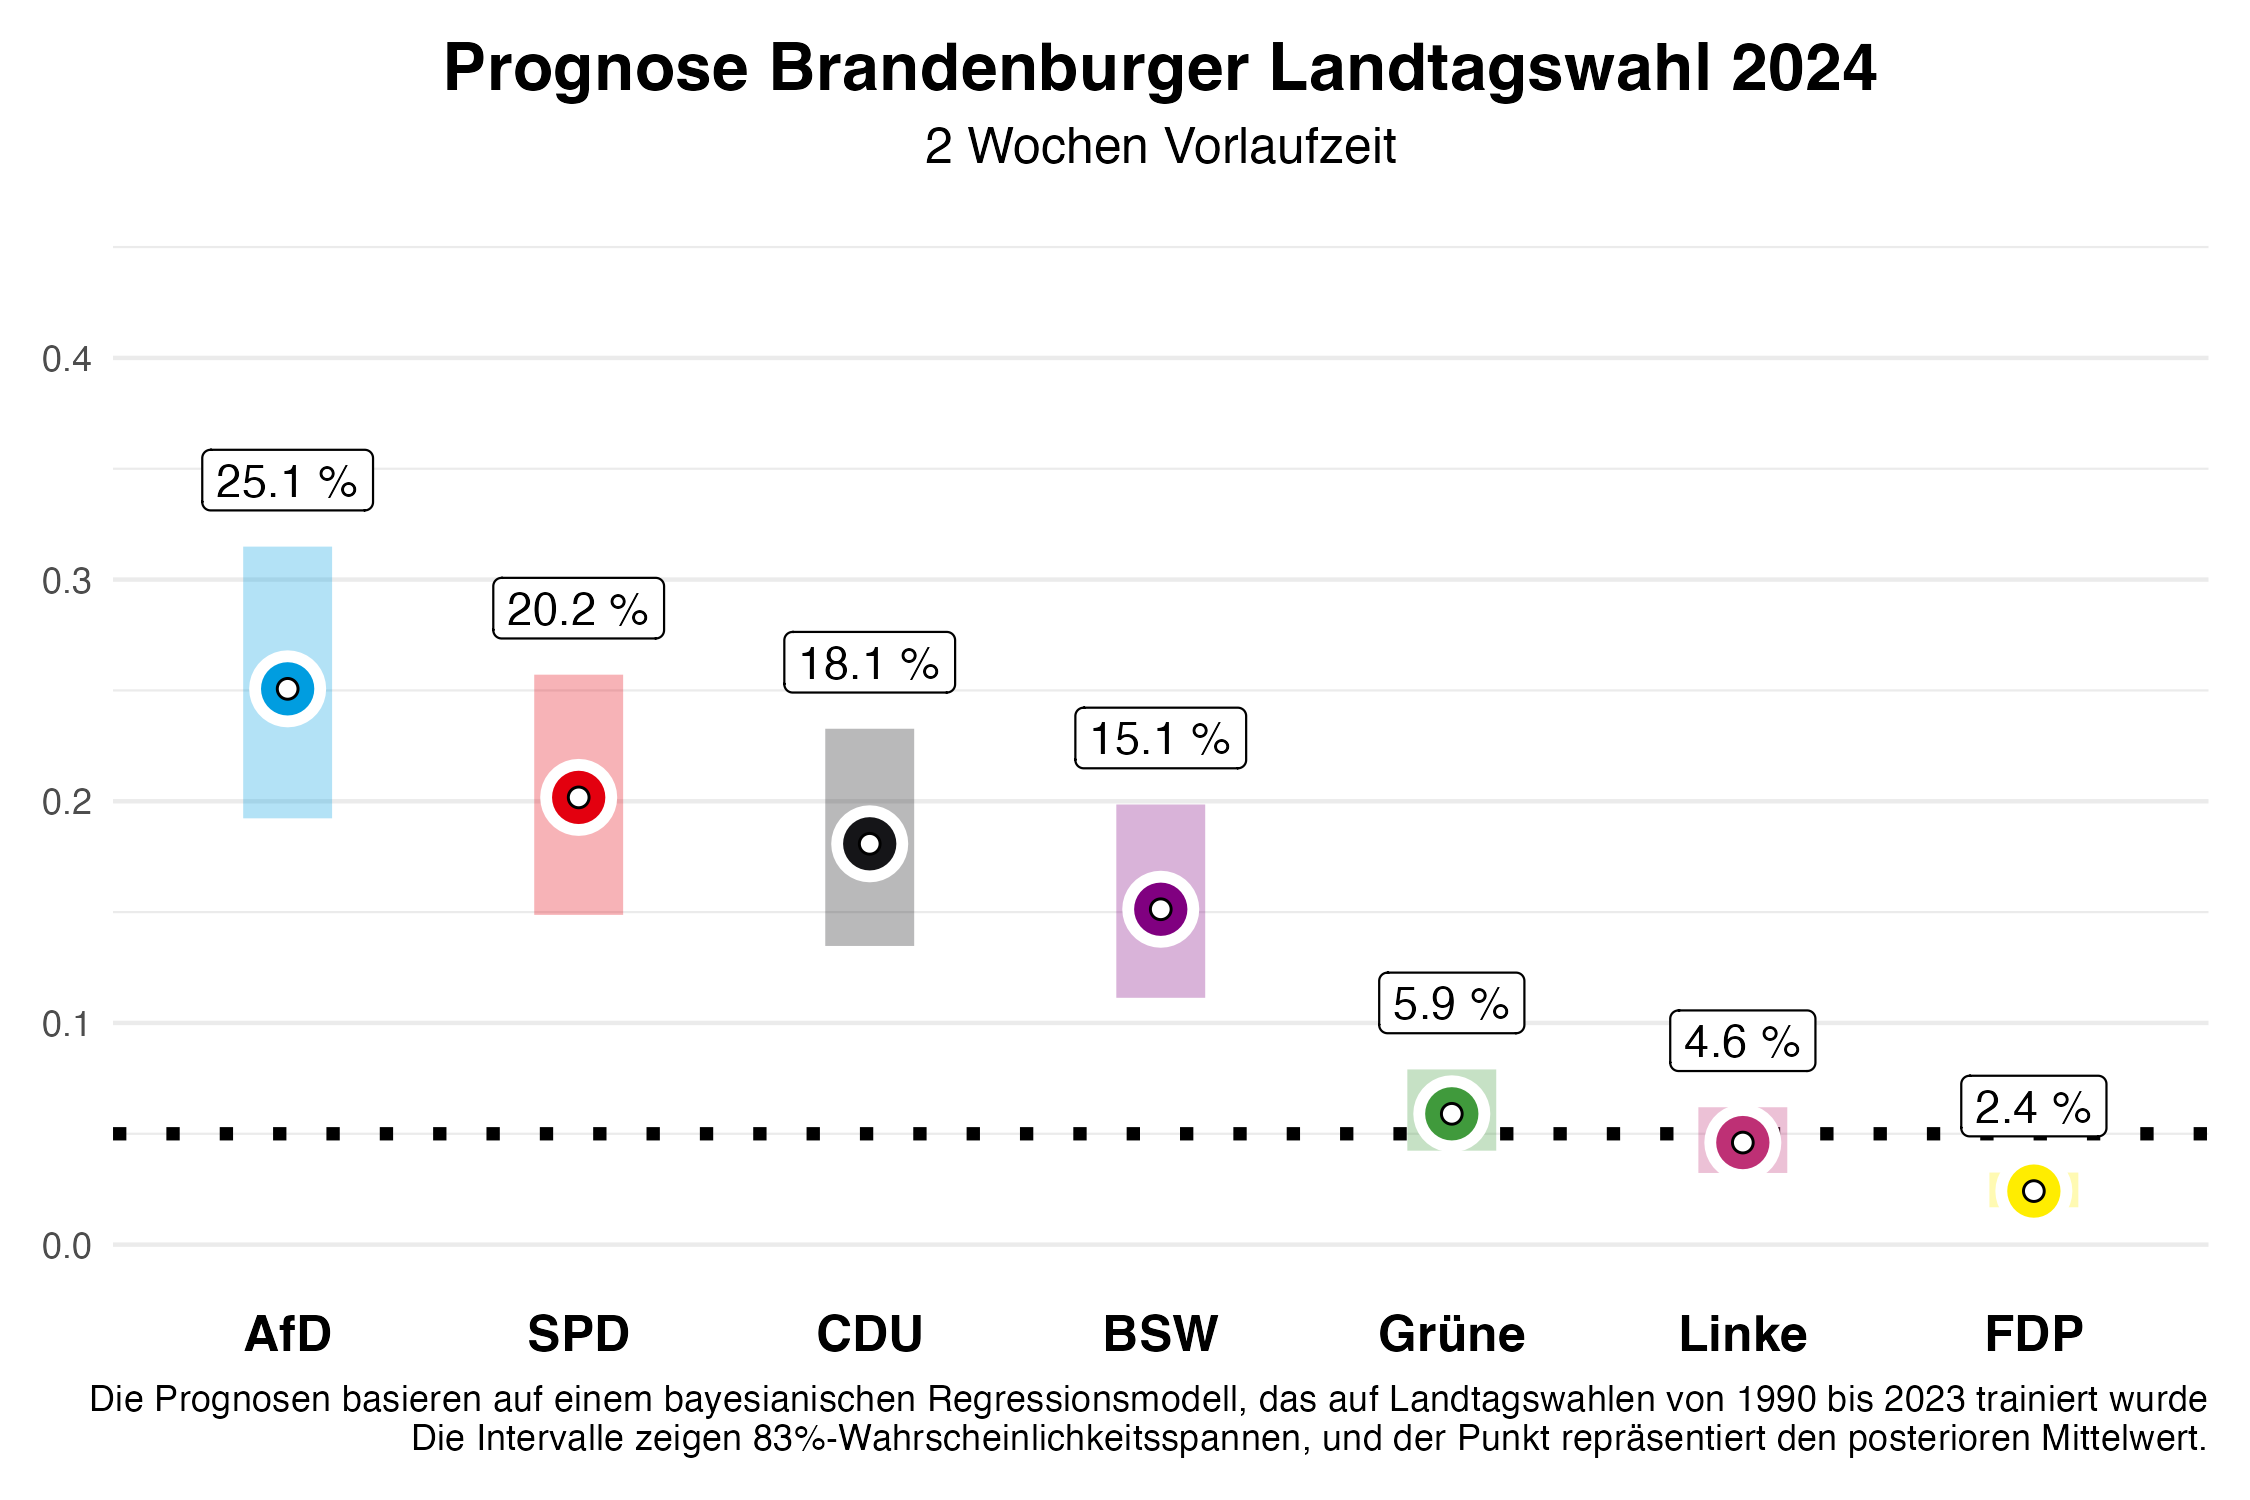 Prognose Brandenburger Landtagswahl 2024
2 Wochen Vorlaufzeit
0.4
0.3
0.2
0.1
0.0
25.1 %
20.2 %
18.1 %
15.1 %
5.9 %
4.6 %
2.4 %
AfD SPD CDU BSW Grüne Linke FDP
Die Prognosen basieren auf einem bayesianischen Regressionsmodell, das auf Landtagswahlen von 1990 bis 2023 trainiert wurde
Die Intervalle zeigen 83%-Wahrscheinlichkeitsspannen, und der Punkt repräsentiert den posterioren Mittelwert.